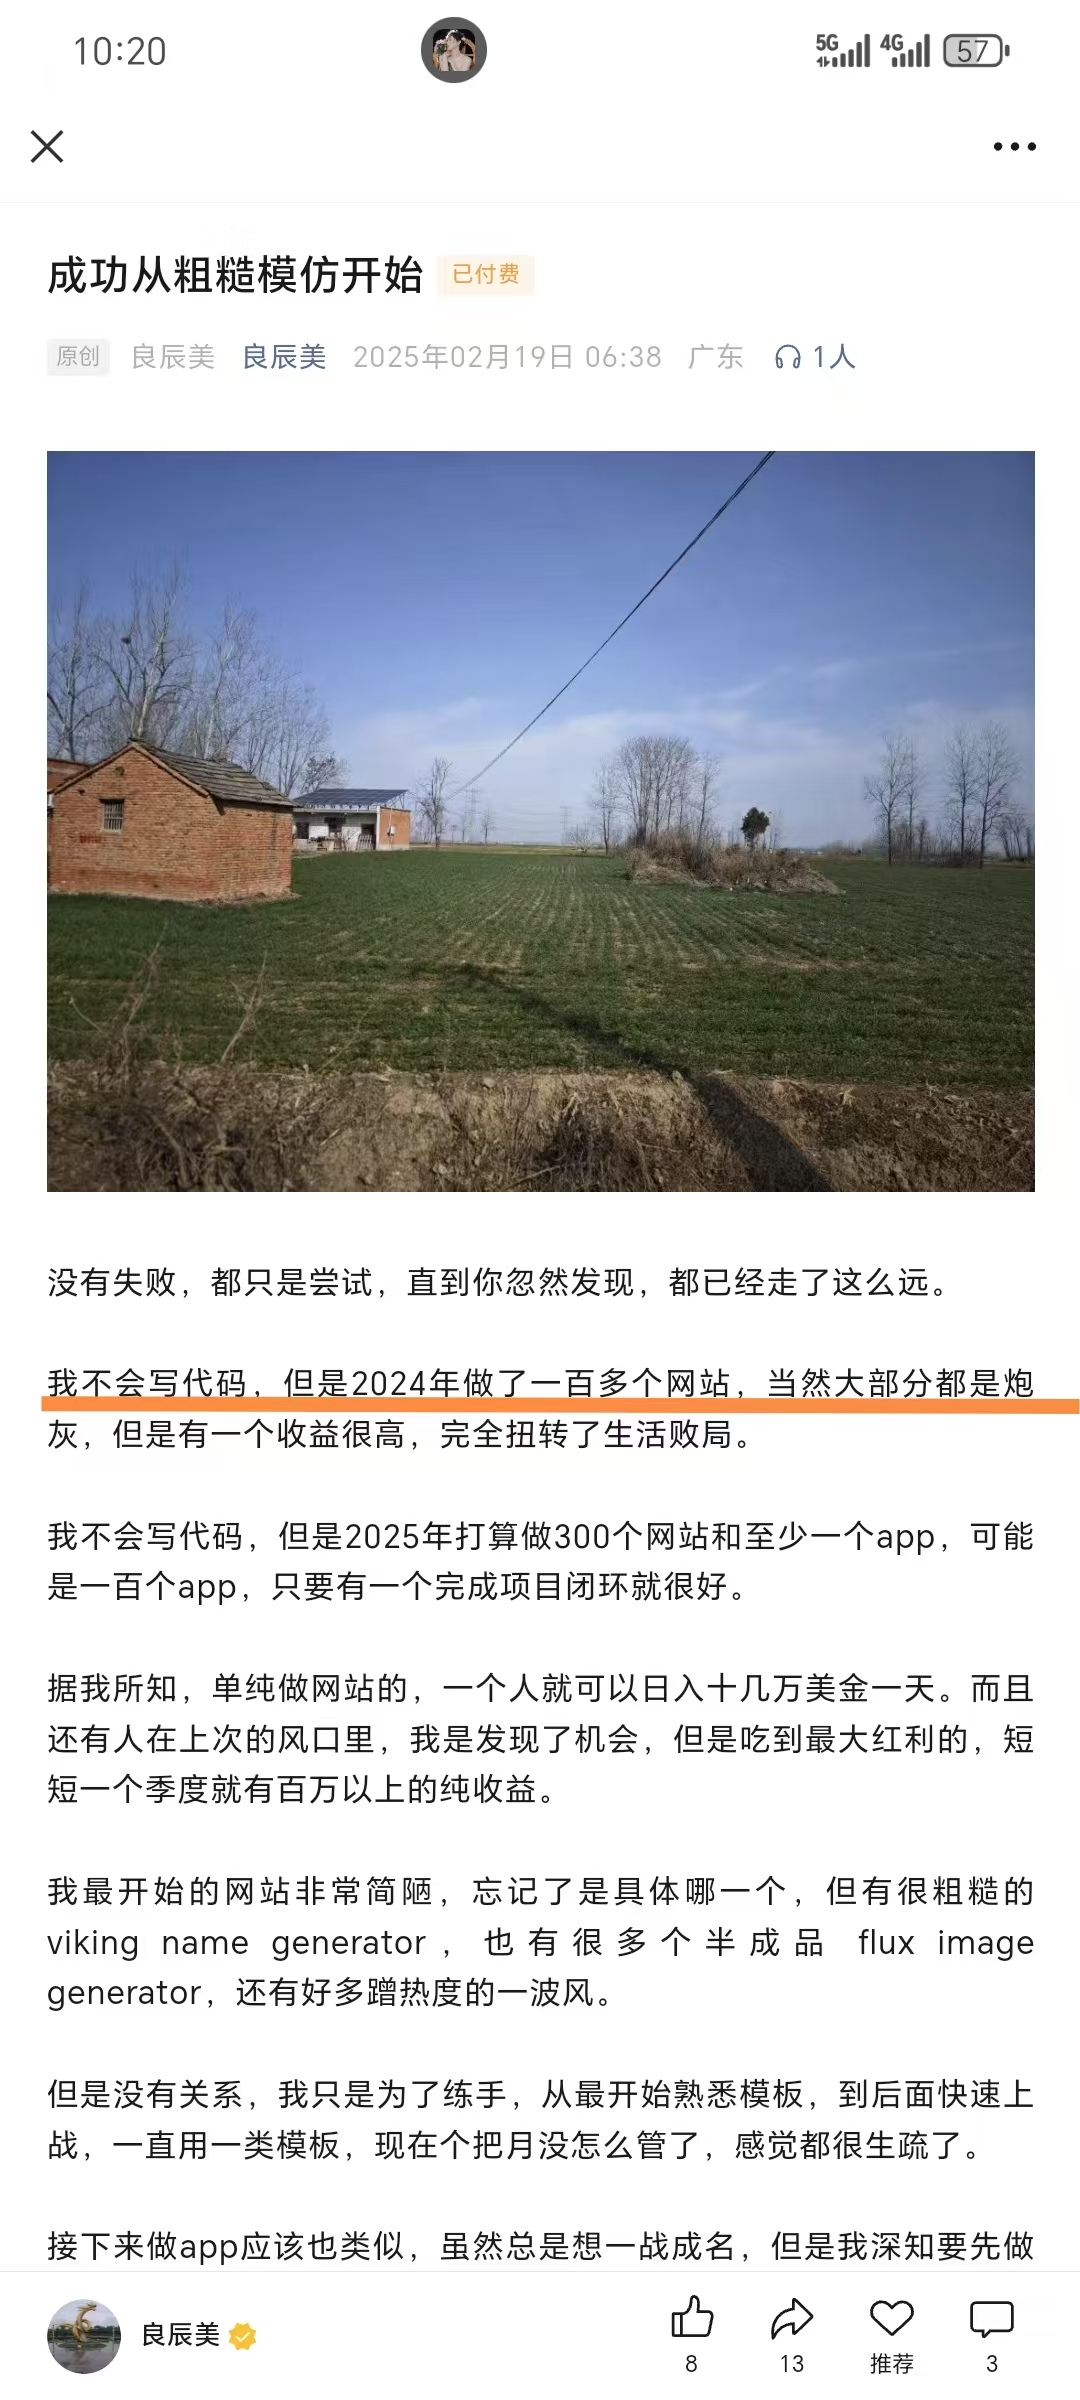 10:20
5G 4G 57
成功从粗糙模仿开始 已付费
原创 良辰美 良辰美 2025年02月19日 06:38 广东 1人
没有失败，都只是尝试，直到你忽然发现，都已经走了这么远。
我不会写代码，但是2024年做了一百多个网站，当然大部分都是炮
灰，但是有一个收益很高，完全扭转了生活败局。
我不会写代码，但是2025年打算做300个网站和至少一个app，可能
是一百个app，只要有一个完成项目闭环就很好。
据我所知，单纯做网站的，一个人就可以日入十几万美金一天。而且
还有人在上次的风口里，我是发现了机会，但是吃到最大红利的，短
短一个季度就有百万以上的纯收益。
我最开始的网站非常简陋，忘记了是具体哪一个，但有很粗糙的
viking name generator，也有很多个半成品 flux image
generator，还有好多蹭热度的一波风。
但是没有关系，我只是为了练手，从最开始熟悉模板，到后面快速上
战，一直用一类模板，现在个把月没怎么管了，感觉都很生疏了。
接下来做app应该也类似，虽然总是想一战成名，但是我深知要先做
良辰美
8 13 推荐 3